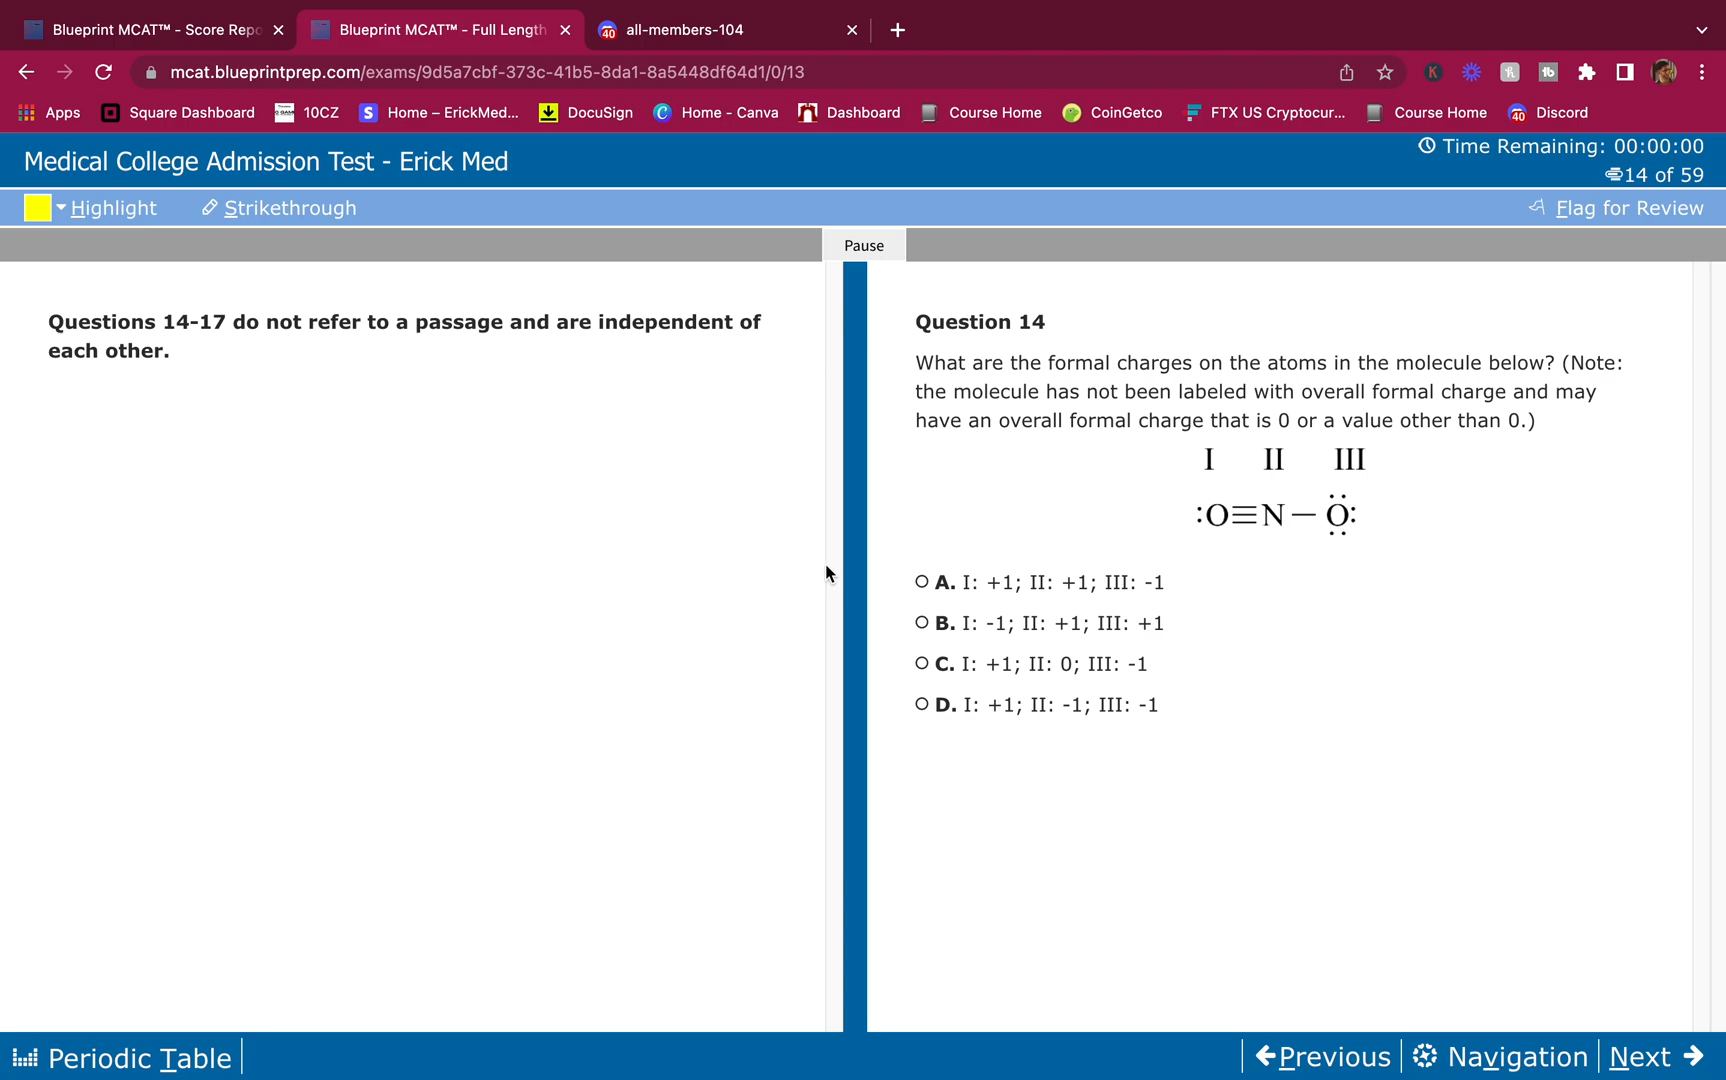 Blueprint MCAT™ - Score Repo
Blueprint MCAT™ - Full Length
40 all-members-104
mcat.blueprintprep.com/exams/9d5a7cbf-373c-41b5-8da1-8a5448df64d1/0/13
Apps Square Dashboard 10CZ Home – ErickMed... DocuSign Home - Canva Dashboard Course Home CoinGetco FTX US Cryptocur... Course Home 40 Discord
Medical College Admission Test - Erick Med
Time Remaining: 00:00:00
14 of 59
Highlight Strikethrough Flag for Review
Pause
Questions 14-17 do not refer to a passage and are independent of
each other.
Question 14
What are the formal charges on the atoms in the molecule below? (Note:
the molecule has not been labeled with overall formal charge and may
have an overall formal charge that is 0 or a value other than 0.)
I II III
:O≡N—Ö:
A. I: +1; II: +1; III: -1
B. I: -1; II: +1; III: +1
C. I: +1; II: 0; III: -1
D. I: +1; II: -1; III: -1
Periodic Table Previous Navigation Next